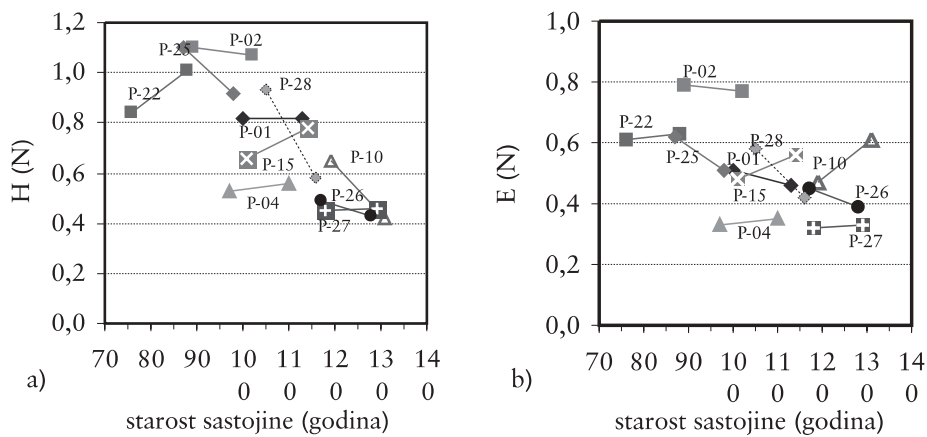 1,2
1,0
0,8
0,6
0,4
0,2
0,0
H (N)
P-25
P-02
P-22
P-28
P-01
P-15
P-10
P-04
P-26
P-27
70 80 90 10 11 12 13 14
0 0 0 0 0
starost sastojine (godina)
a)
1,0
0,8
0,6
0,4
0,2
0,0
E (N)
P-02
P-22
P-28
P-25
P-01
P-10
P-15
P-26
P-04
P-27
70 80 90 10 11 12 13 14
0 0 0 0 0
starost sastojine (godina)
b)